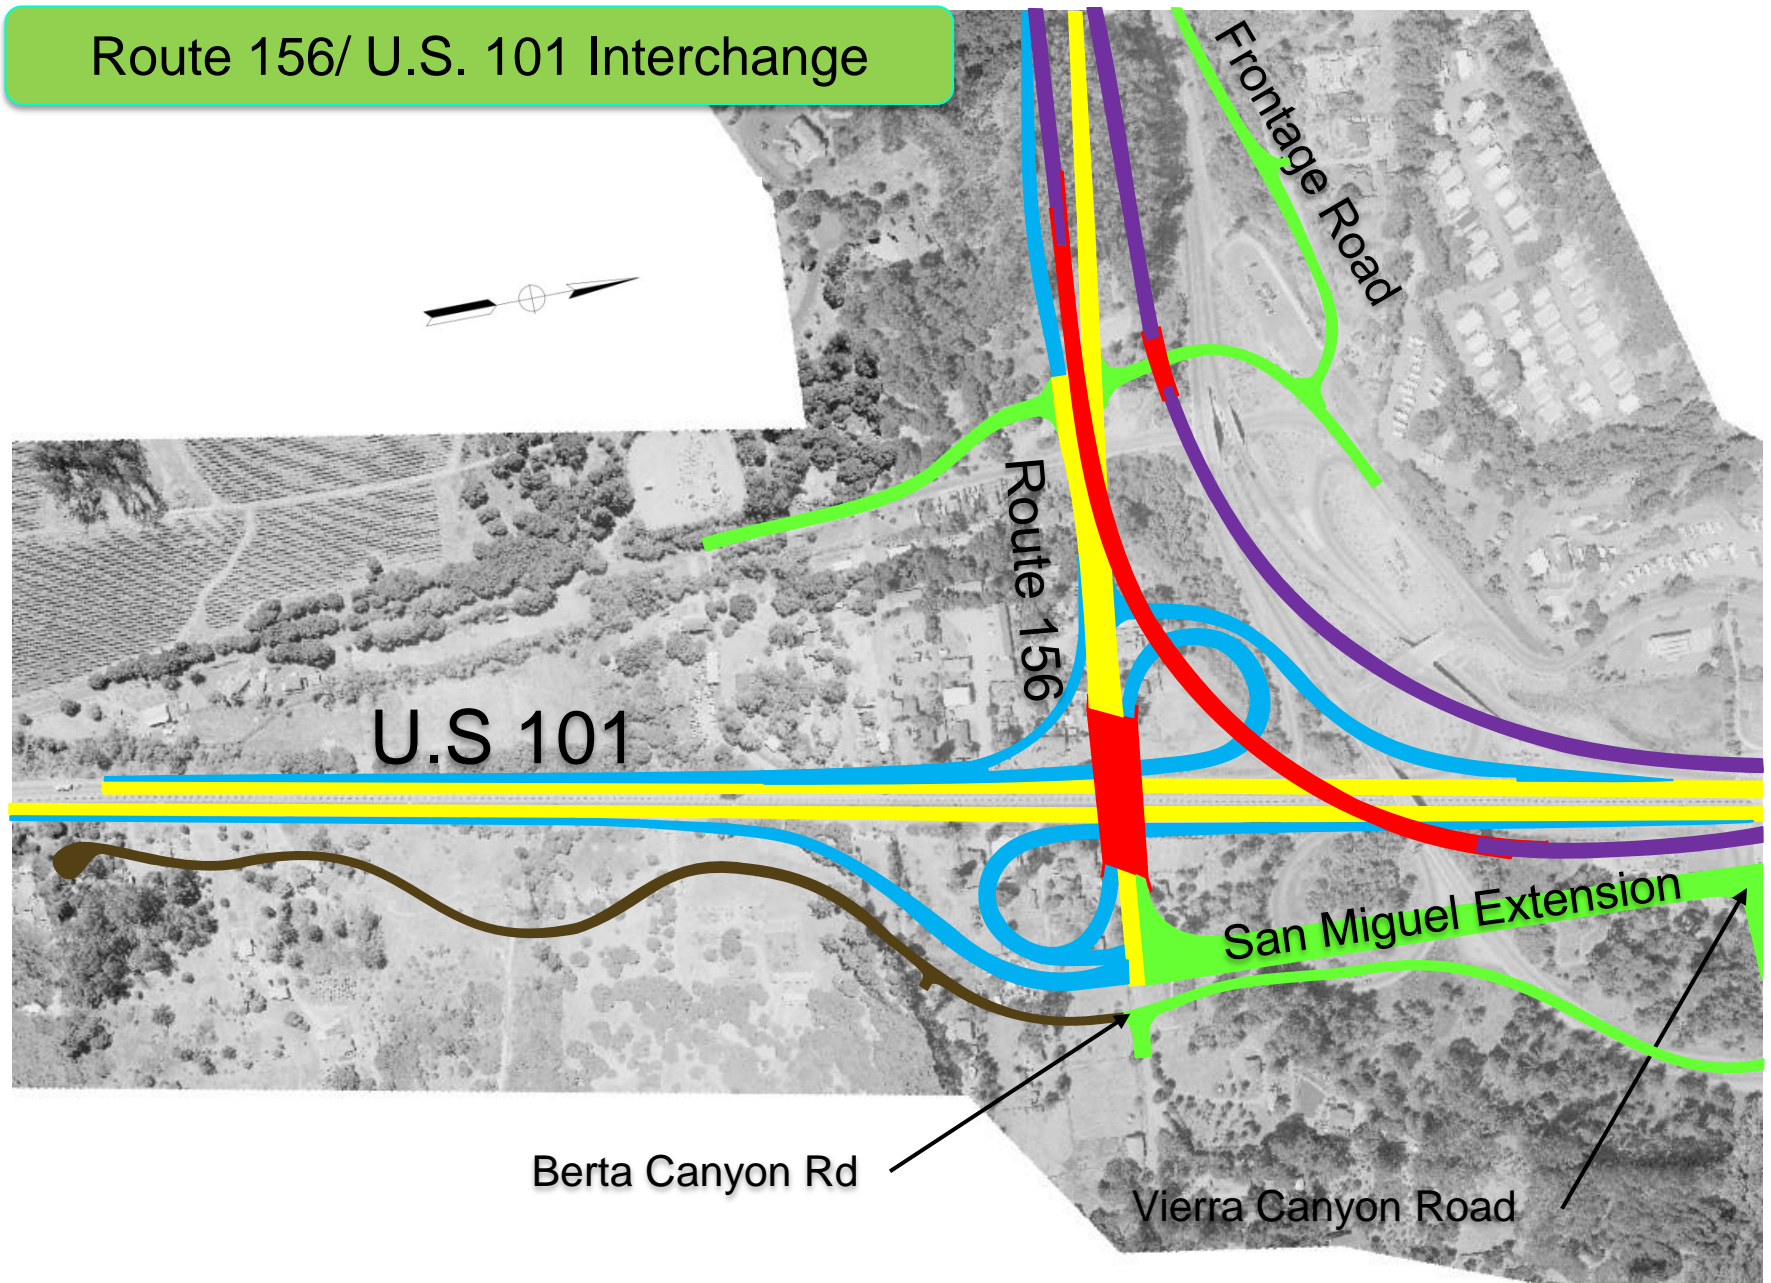 Route 156/ U.S. 101 Interchange
Frontage Road
Route 156
U.S 101
San Miguel Extension
Berta Canyon Rd
Vierra Canyon Road